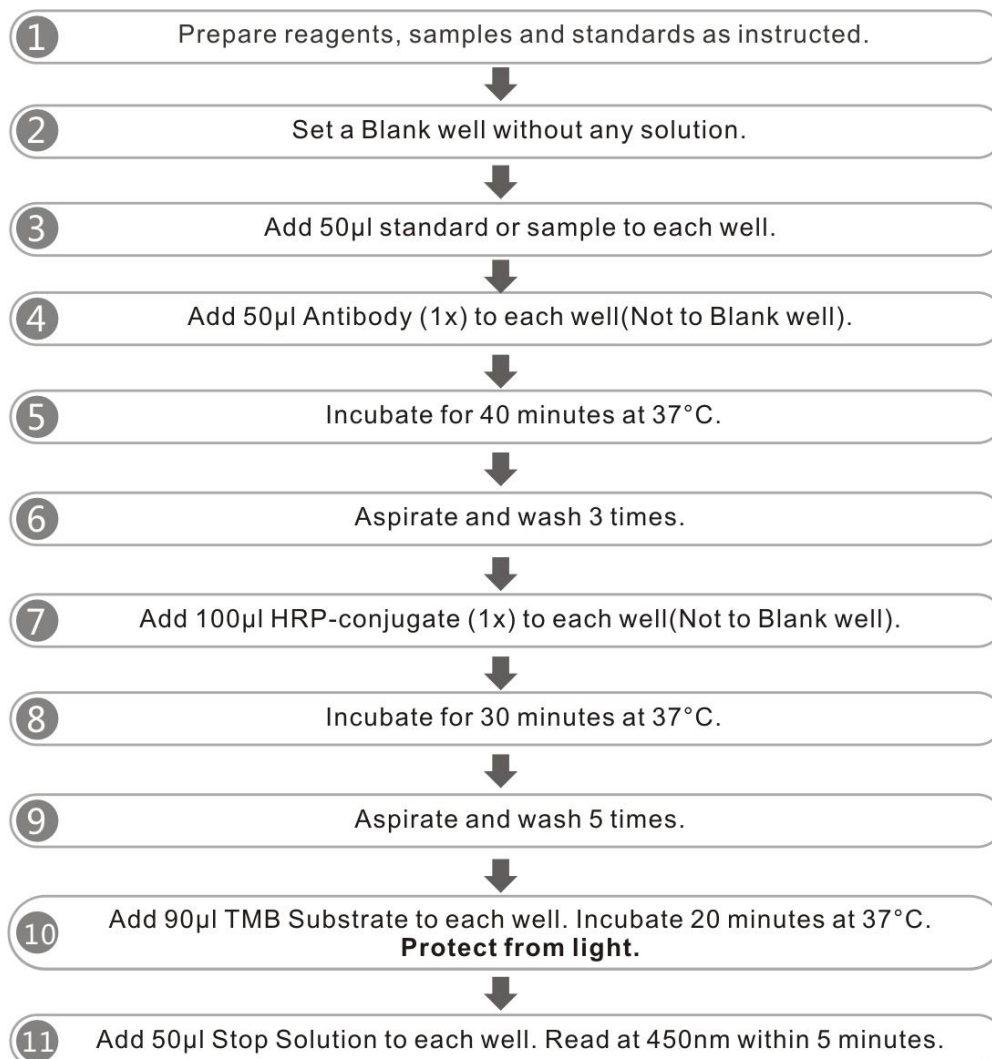 1 Prepare reagents, samples and standards as instructed.
2 Set a Blank well without any solution.
3 Add 50µl standard or sample to each well.
4 Add 50µl Antibody (1x) to each well(Not to Blank well).
5 Incubate for 40 minutes at 37°C.
6 Aspirate and wash 3 times.
7 Add 100µl HRP-conjugate (1x) to each well(Not to Blank well).
8 Incubate for 30 minutes at 37°C.
9 Aspirate and wash 5 times.
10 Add 90µl TMB Substrate to each well. Incubate 20 minutes at 37°C.
Protect from light.
11 Add 50µl Stop Solution to each well. Read at 450nm within 5 minutes.